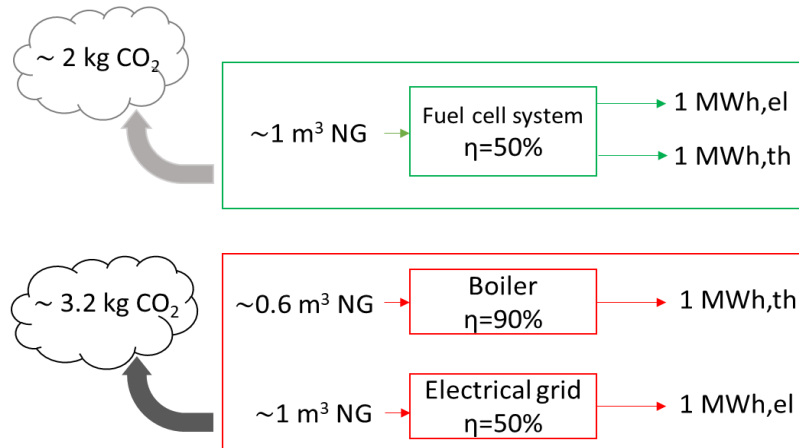 ~ 2 kg CO₂
~1 m³ NG
Fuel cell system
η=50%
1 MWh,el
1 MWh,th
~ 3.2 kg CO₂
~0.6 m³ NG
Boiler
η=90%
1 MWh,th
~1 m³ NG
Electrical grid
η=50%
1 MWh,el